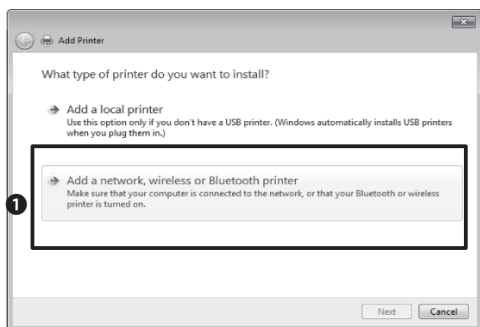 Add Printer
What type of printer do you want to install?
Add a local printer
Use this option only if you don't have a USB printer. (Windows automatically installs USB printers
when you plug them in.)
1
Add a network, wireless or Bluetooth printer
Make sure that your computer is connected to the network, or that your Bluetooth or wireless
printer is turned on.
Next Cancel